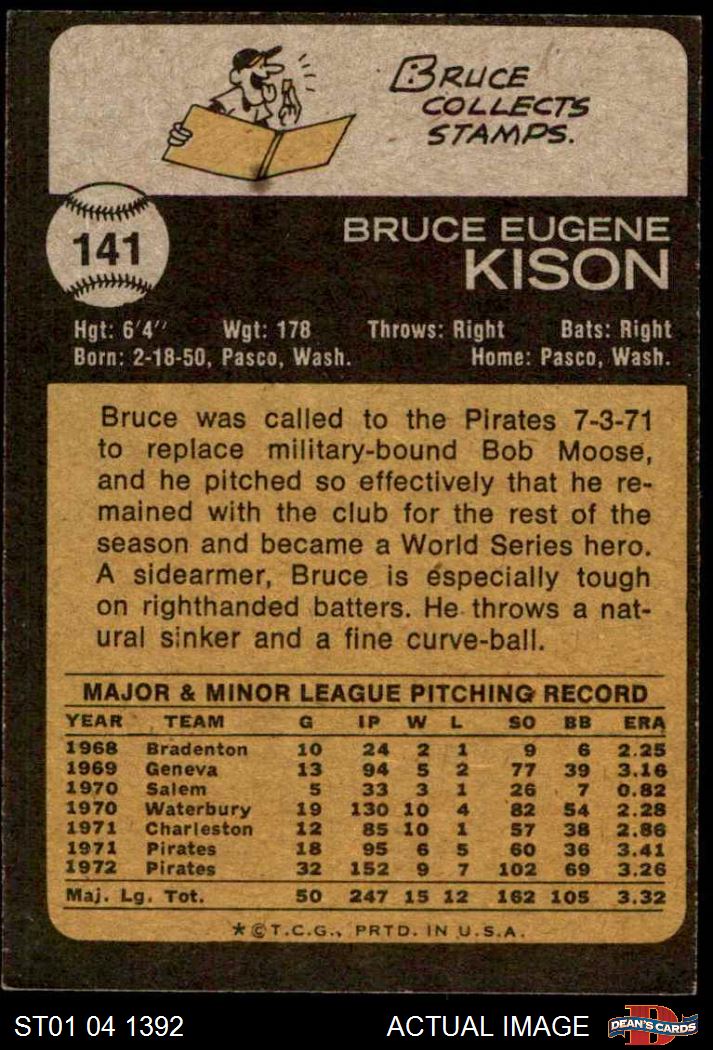 BRUCE
COLLECTS
STAMPS.
141
BRUCE EUGENE
KISON
Hgt: 6'4" Wgt: 178 Throws: Right Bats: Right
Born: 2-18-50, Pasco, Wash. Home: Pasco, Wash.
Bruce was called to the Pirates 7-3-71
to replace military-bound Bob Moose,
and he pitched so effectively that he re-
mained with the club for the rest of the
season and became a World Series hero.
A sidearmer, Bruce is especially tough
on righthanded batters. He throws a nat-
ural sinker and a fine curve-ball.
MAJOR & MINOR LEAGUE PITCHING RECORD
YEAR TEAM G IP W L SO BB ERA
1968 Bradenton 10 24 2 1 9 6 2.25
1969 Geneva 13 94 5 2 77 39 3.16
1970 Salem 5 33 3 1 26 7 0.82
1970 Waterbury 19 130 10 4 82 54 2.28
1971 Charleston 12 85 10 1 57 38 2.86
1971 Pirates 18 95 6 5 60 36 3.41
1972 Pirates 32 152 9 7 102 69 3.26
Maj. Lg. Tot. 50 247 15 12 162 105 3.32
*©T.C.G., PRTD. IN U.S.A.
ST01 04 1392 ACTUAL IMAGE D DEAN'S CARDS